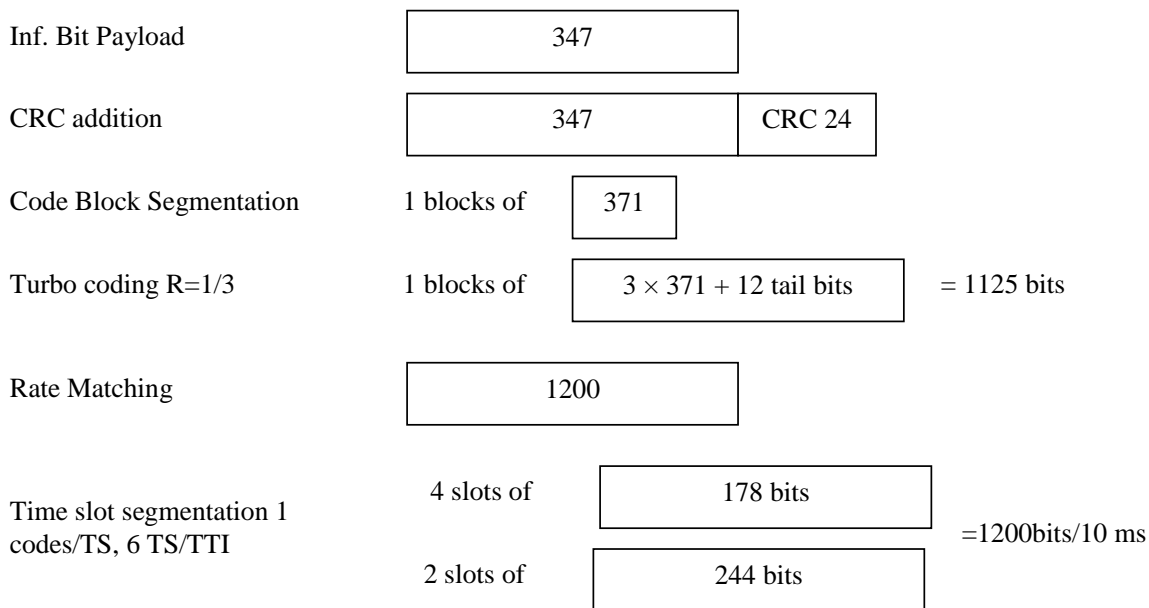 Inf. Bit Payload 347
CRC addition 347 CRC 24
Code Block Segmentation 1 blocks of 371
Turbo coding R=1/3 1 blocks of 3 × 371 + 12 tail bits = 1125 bits
Rate Matching 1200
4 slots of 178 bits
Time slot segmentation 1
codes/TS, 6 TS/TTI
=1200bits/10 ms
2 slots of 244 bits